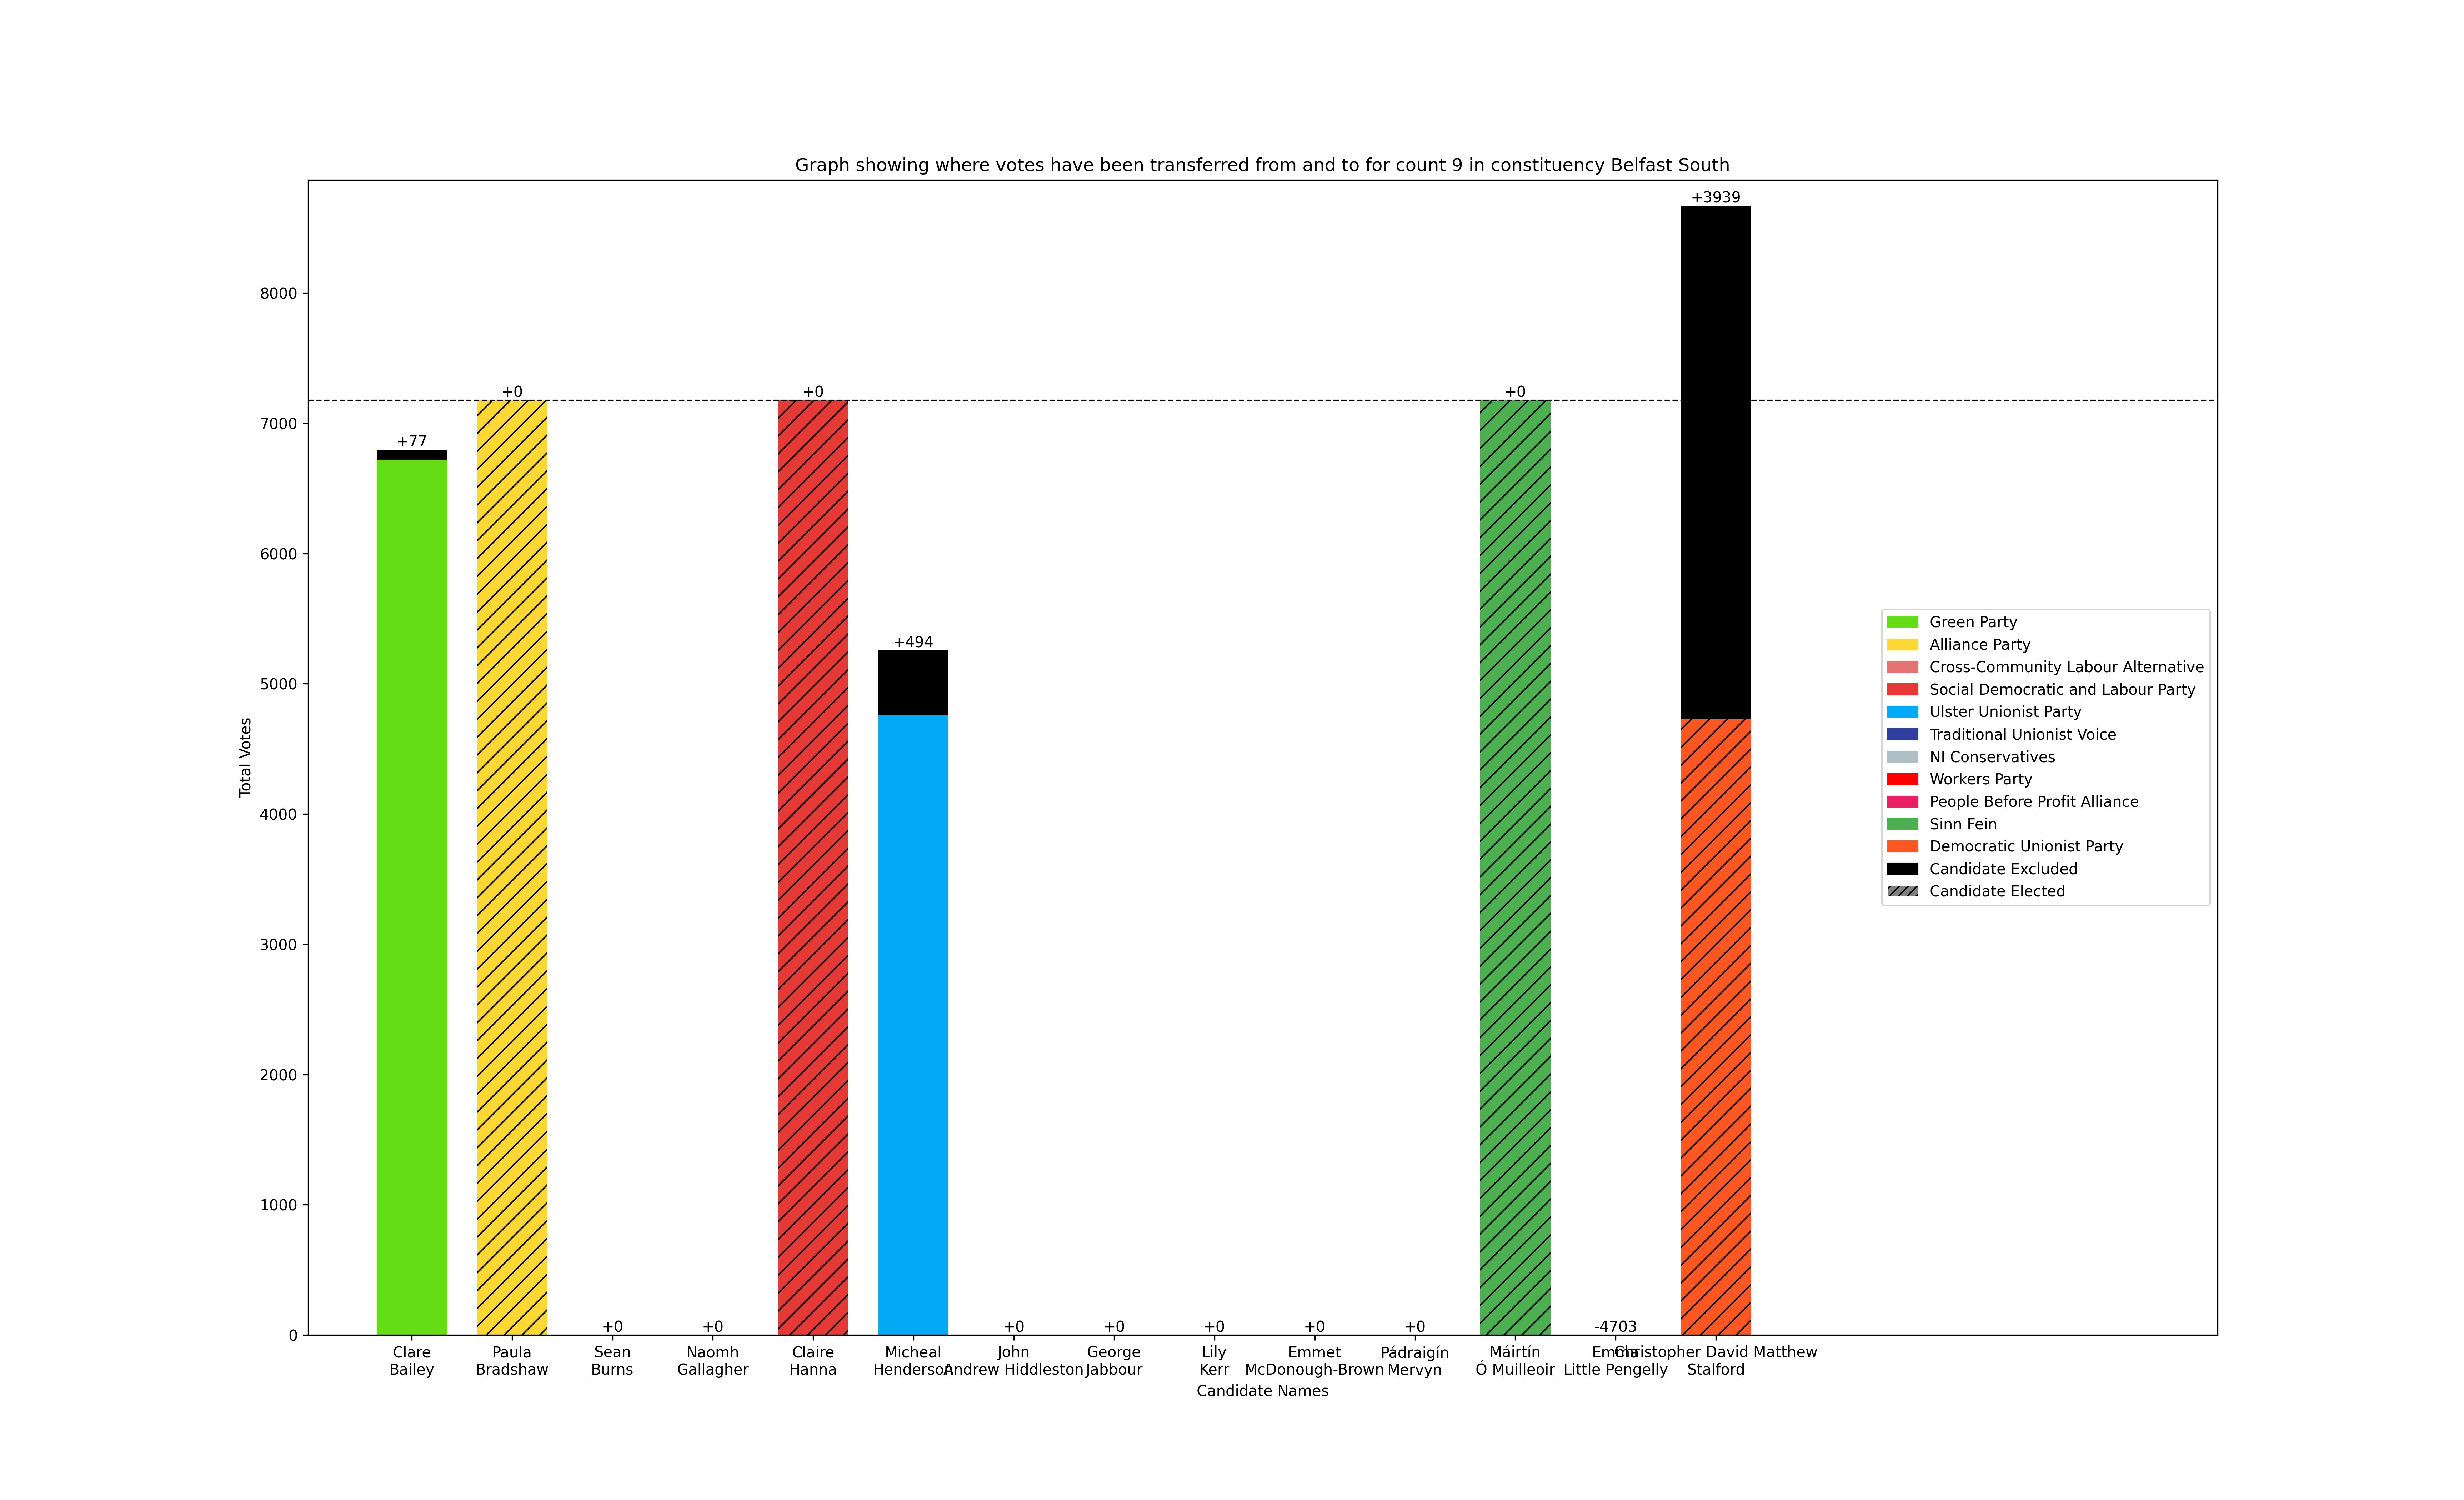 Graph showing where votes have been transferred from and to for count 9 in constituency Belfast South
+3939
8000
+0
+0
+0
7000
+77
6000
+494
5000
4000
3000
2000
1000
0
+0
+0
+0
+0
+0
+0
+0
-4703
Total Votes
Green Party
Alliance Party
Cross-Community Labour Alternative
Social Democratic and Labour Party
Ulster Unionist Party
Traditional Unionist Voice
NI Conservatives
Workers Party
People Before Profit Alliance
Sinn Fein
Democratic Unionist Party
Candidate Excluded
Candidate Elected
Clare
Bailey
Paula
Bradshaw
Sean
Burns
Naomh
Gallagher
Claire
Hanna
Micheal
Henderson
John
Andrew Hiddleston
George
Jabbour
Lily
Kerr
Emmet
McDonough-Brown
Pádraigín
Mervyn
Máirtín
Ó Muilleoir
Emma
Little Pengelly
Christopher David Matthew
Stalford
Candidate Names